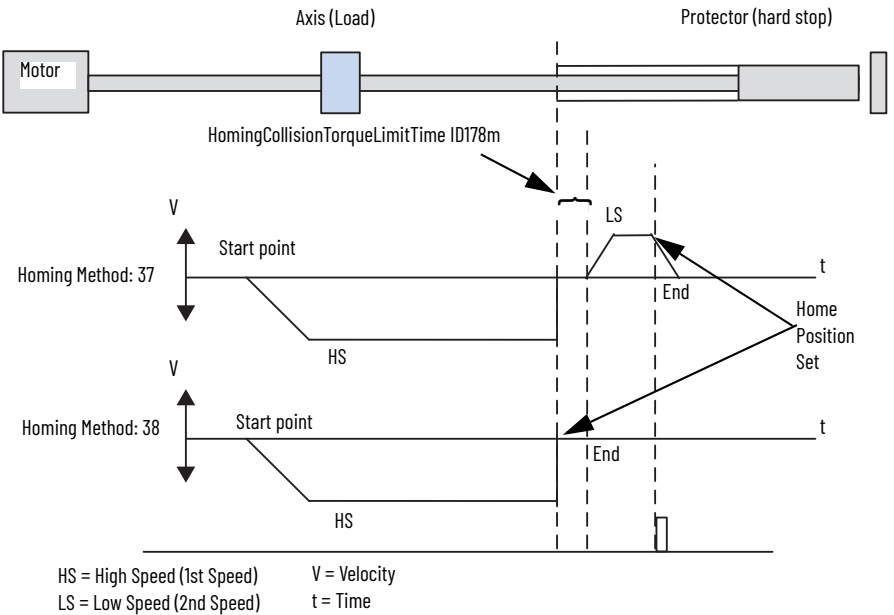 Axis (Load)
Protector (hard stop)
Motor
HomingCollisionTorqueLimitTime ID178m
V
LS
Start point
t
Homing Method: 37
End
Home
Position
Set
HS
V
Start point
t
Homing Method: 38
End
HS
HS = High Speed (1st Speed)
V = Velocity
LS = Low Speed (2nd Speed)
t = Time